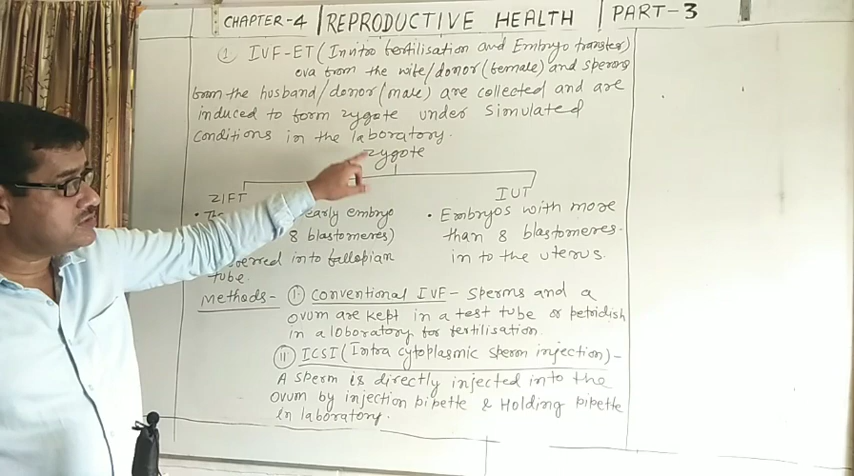 CHAPTER-4 | REPRODUCTIVE HEALTH | PART-3
① IVF-ET (Invitro fertilisation and Embryo transfer)
ova from the wife/donor (female) and sperms
from the husband/donor (male) are collected and are
induced to form zygote under simulated
conditions in the laboratory.
zygote
ZIFT
IUT
• The early embryo
8 blastomeres)
into fallopian
tube.
• Embryos with more
than 8 blastomeres
in to the uterus.
Methods- Ⓘ Conventional IVF- Sperms and a
ovum are kept in a test tube or petridish
in a loboratory for fertilisation.
Ⓘⓘ ICSI (Intra cytoplasmic sperm injection)-
A sperm is directly injected into the
ovum by injection pipette & Holding pipette
in laboratory.